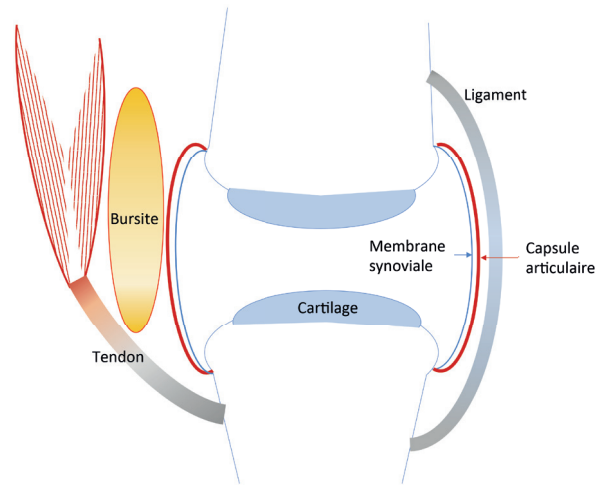 Ligament
Bursite
Membrane
synoviale
Capsule
articulaire
Cartilage
Tendon